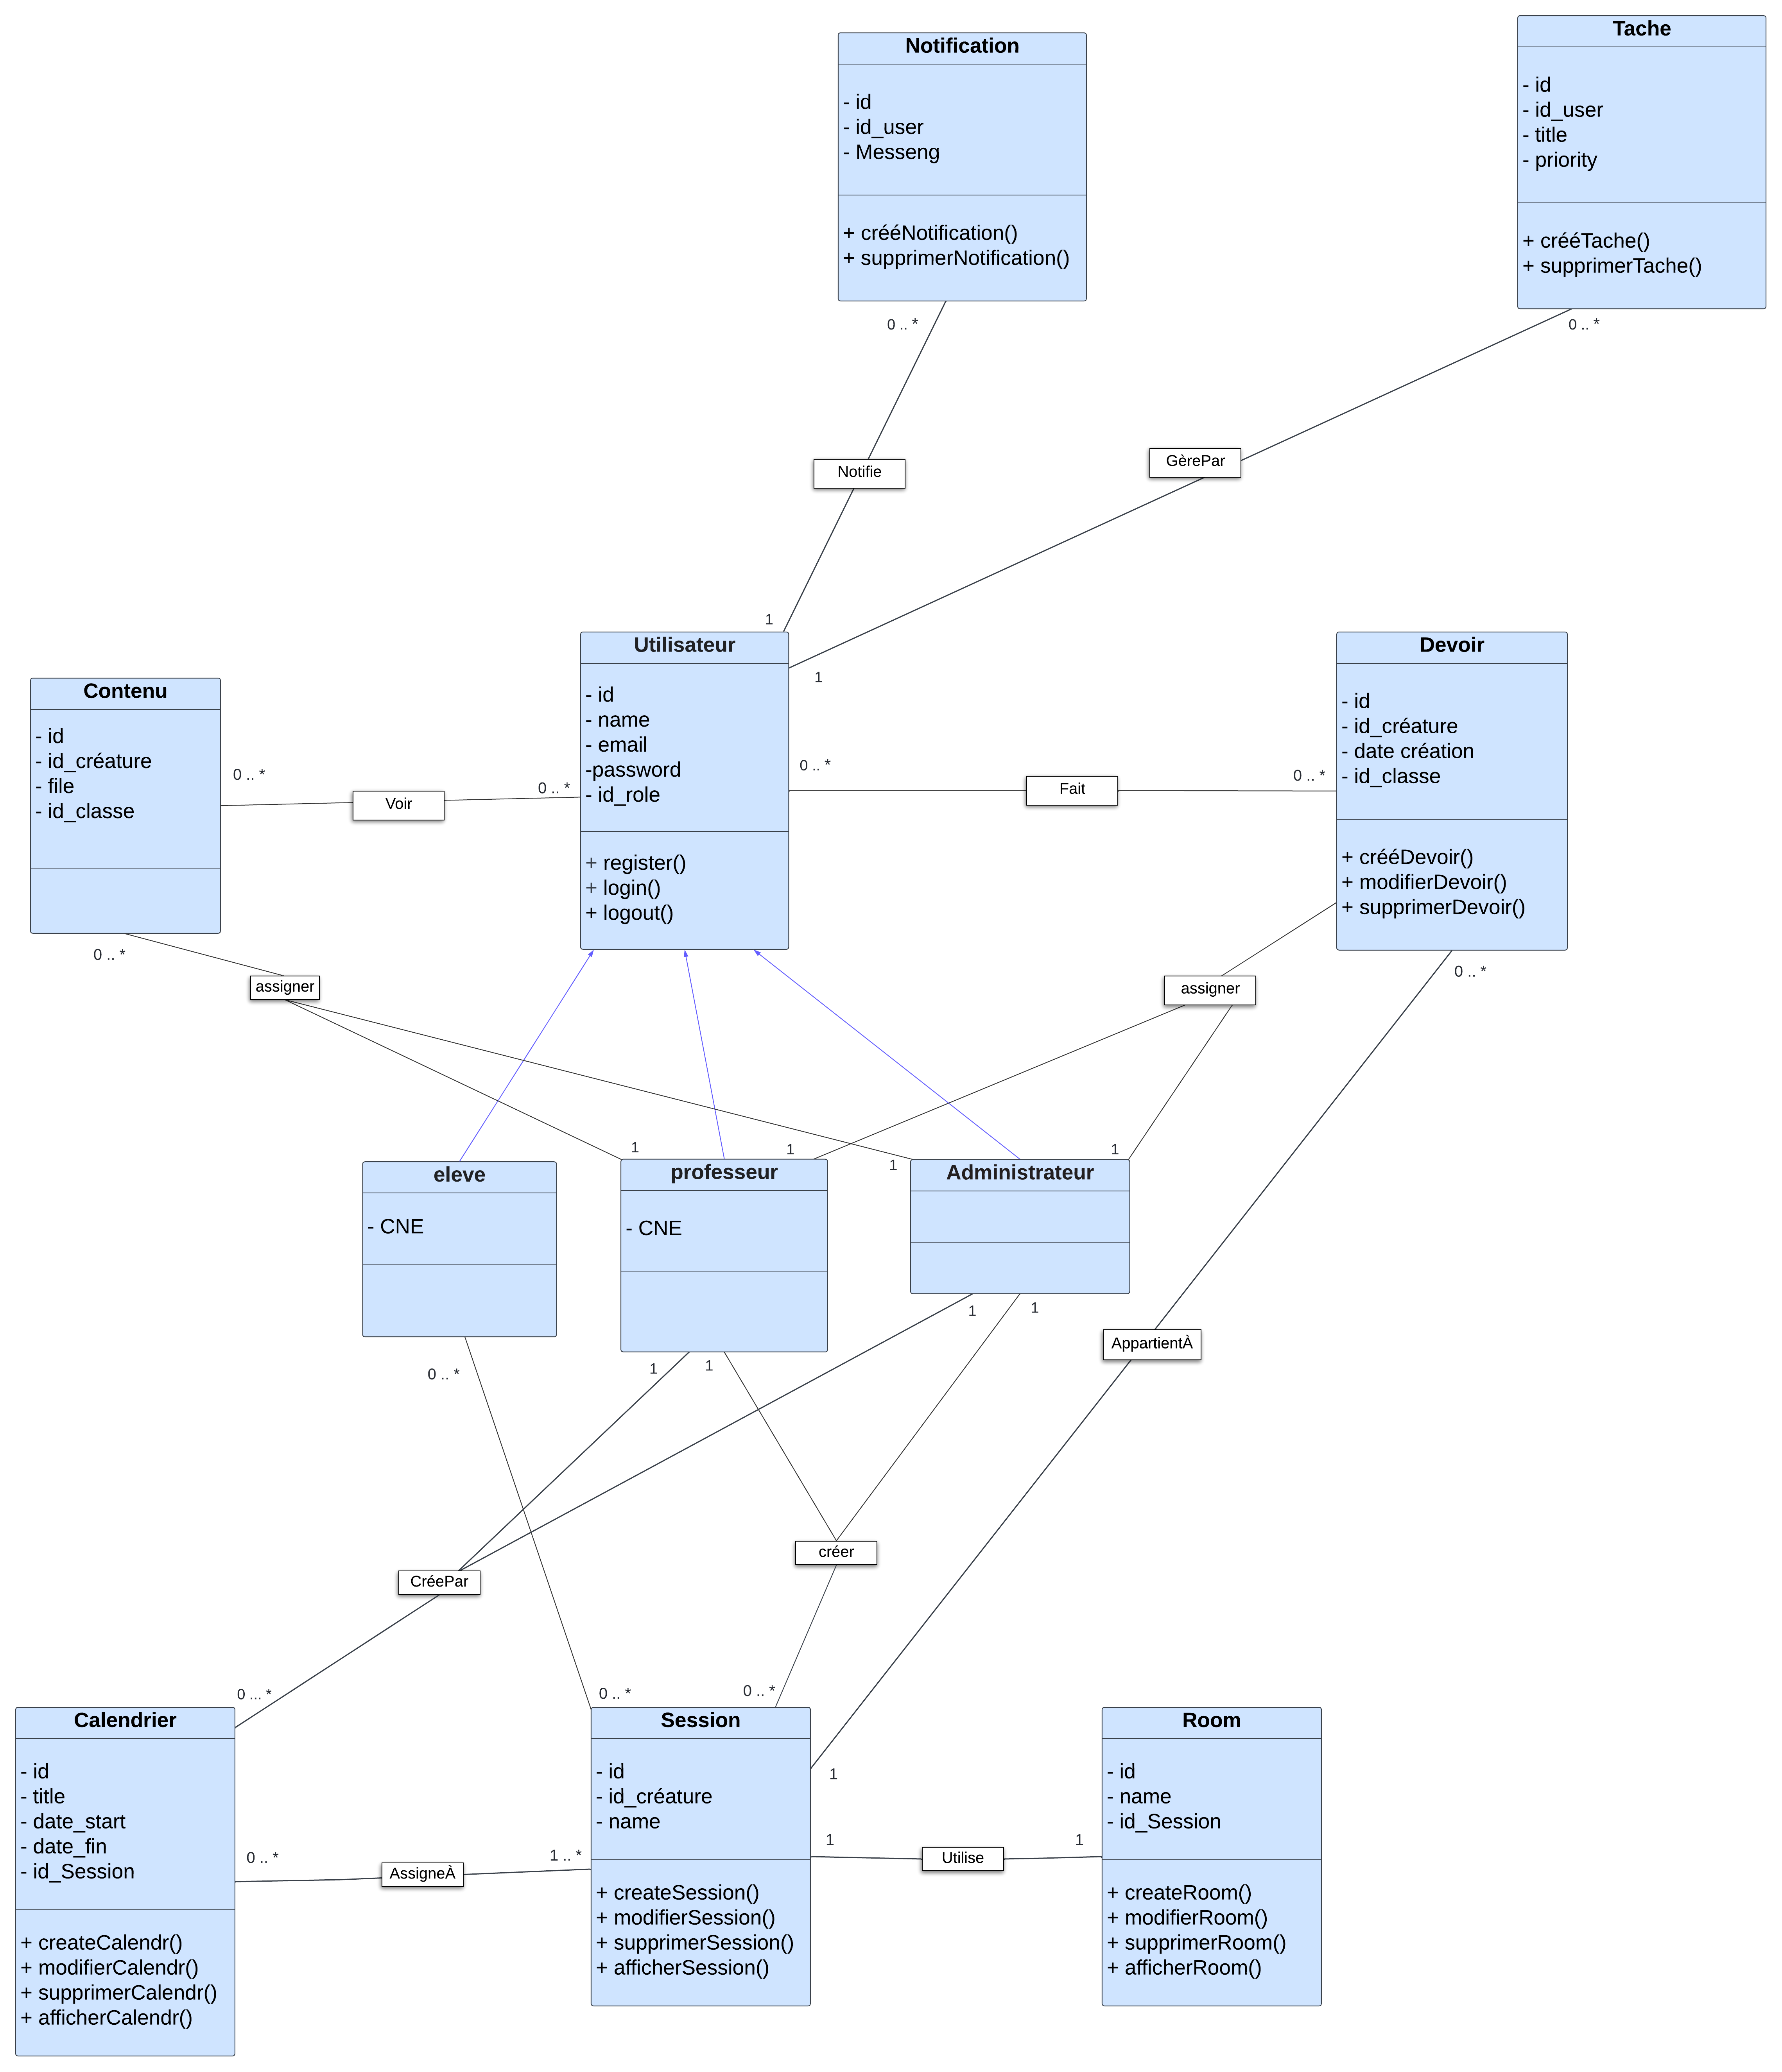 Notification
- id
- id_user
- Messeng
+ crééNotification()
+ supprimerNotification()
0 .. *
Tache
- id
- id_user
- title
- priority
+ crééTache()
+ supprimerTache()
0 .. *
Notifie
GèrePar
1
1
Contenu
- id
- id_créature
- file
- id_classe
0 .. *
Voir
0 .. *
0 .. *
Utilisateur
- id
- name
- email
-password
- id_role
+ register()
+ login()
+ logout()
0 .. *
Fait
0 .. *
Devoir
- id
- id_créature
- date création
- id_classe
+ crééDevoir()
+ modifierDevoir()
+ supprimerDevoir()
0 .. *
assigner
assigner
1
1
1
1
eleve
- CNE
0 .. *
professeur
- CNE
1
1
Administrateur
1
1
AppartientÀ
créer
CréePar
0 ... *
0 .. *
0 .. *
Calendrier
- id
- title
- date_start
- date_fin
- id_Session
+ createCalendr()
+ modifierCalendr()
+ supprimerCalendr()
+ afficherCalendr()
0 .. *
AssigneÀ
1 .. *
Session
- id
- id_créature
- name
+ createSession()
+ modifierSession()
+ supprimerSession()
+ afficherSession()
1
1
Utilise
1
Room
- id
- name
- id_Session
+ createRoom()
+ modifierRoom()
+ supprimerRoom()
+ afficherRoom()